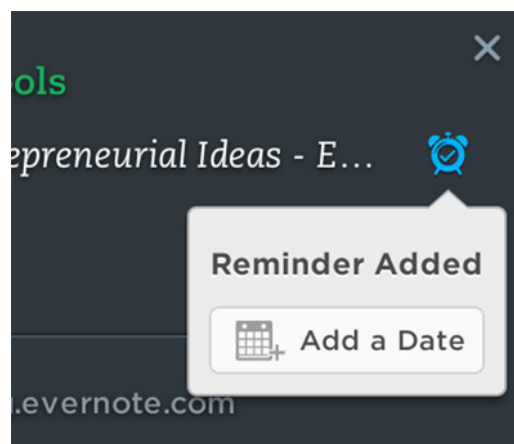 ols
epreneurial Ideas - E...
Reminder Added
Add a Date
.evernote.com